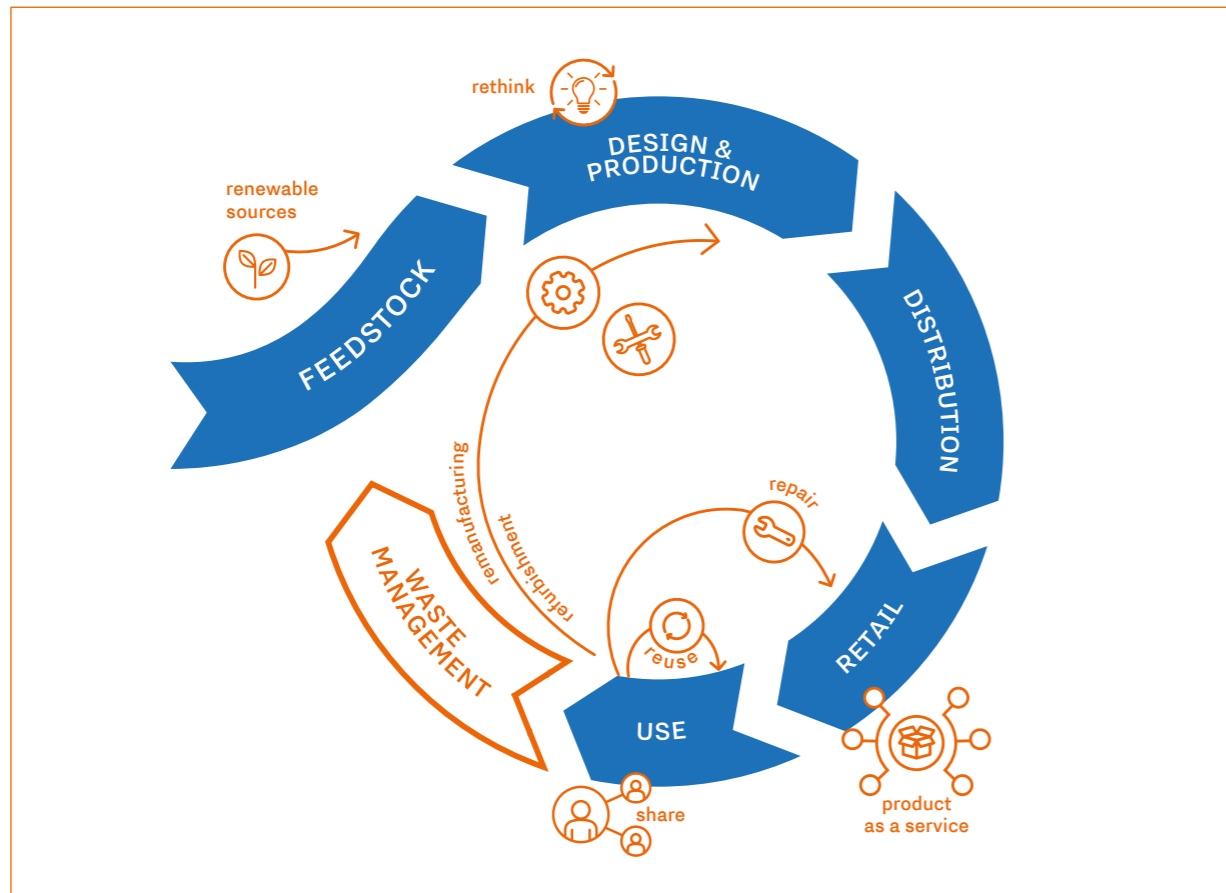 rethink
DESIGN &
PRODUCTION
renewable
sources
FEEDSTOCK
DISTRIBUTION
remanufacturing
refurbishment
repair
WASTE
MANAGEMENT
RETAIL
reuse
USE
share
product
as a service